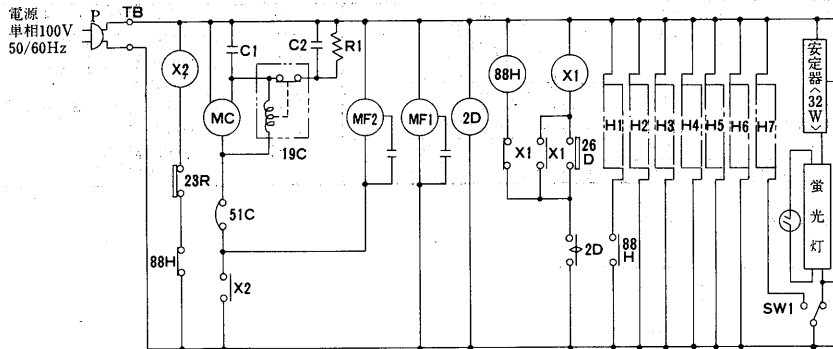 電源
単相100V
50/60Hz
P
TB
X2
C1
C2
R1
MC
19C
MF2
MF1
2D
88H
X1
X1
X1
26
D
H1
H2
H3
H4
H5
H6
H7
安定器〈32W〉
23R
51C
88H
X2
2D
88
H
蛍光灯
SW1